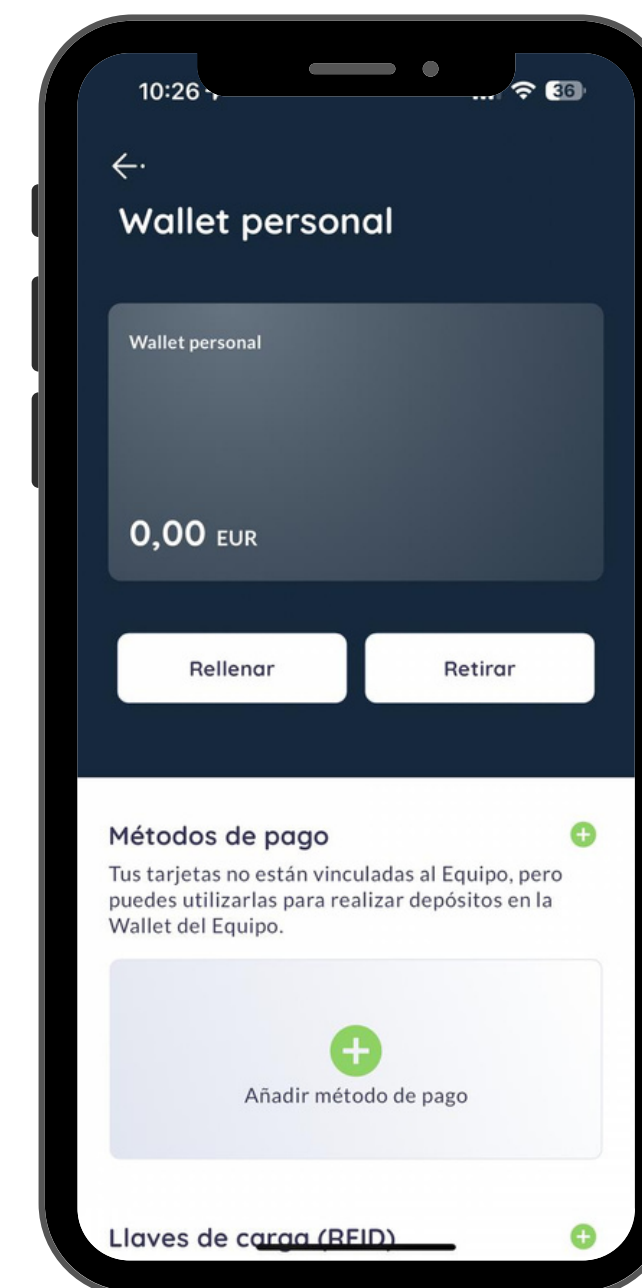 10:26
36
Wallet personal
Wallet personal
0,00 EUR
Rellenar
Retirar
Métodos de pago
Tus tarjetas no están vinculadas al Equipo, pero
puedes utilizarlas para realizar depósitos en la
Wallet del Equipo.
Añadir método de pago
Llaves de carga (RFID)